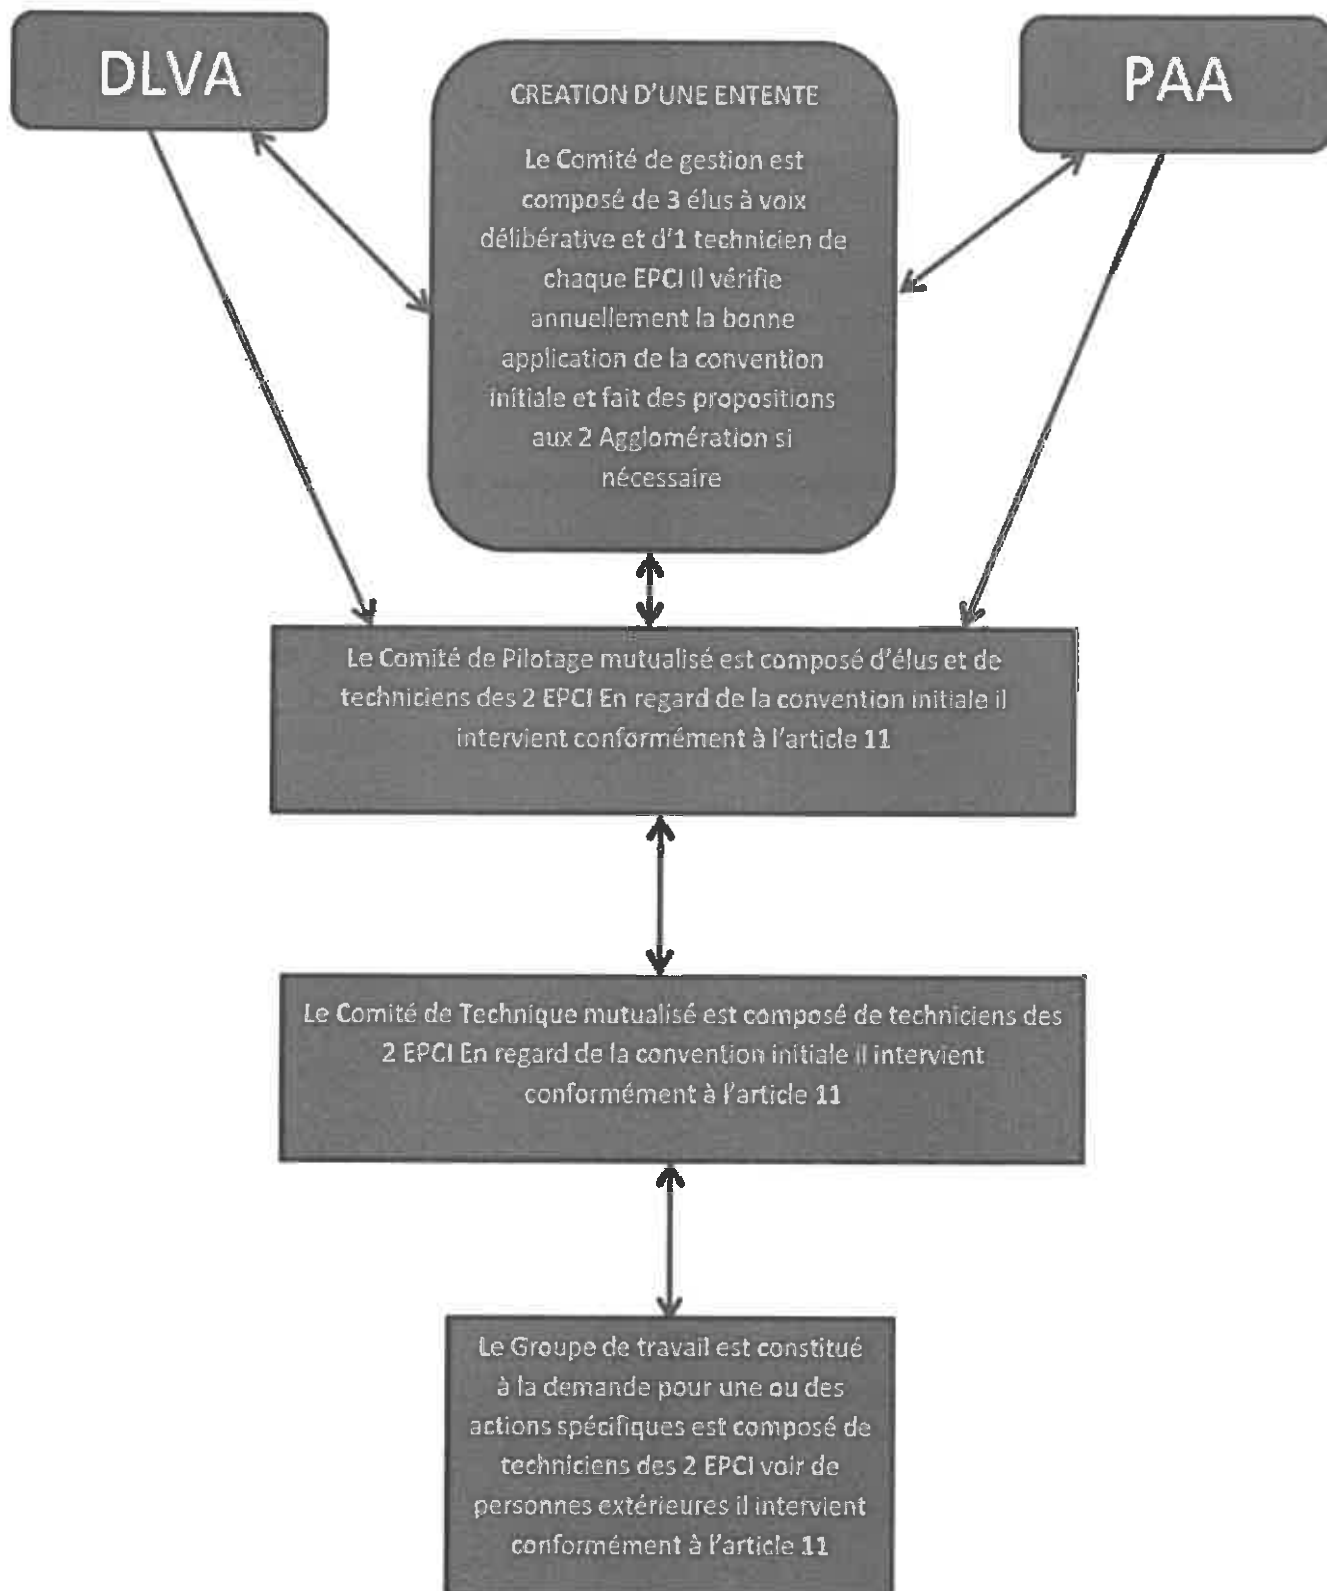 DLVA
PAA
CREATION D'UNE ENTENTE
Le Comité de gestion est
composé de 3 élus à voix
délibérative et d'1 technicien de
chaque EPCI Il vérifie
annuellement la bonne
application de la convention
initiale et fait des propositions
aux 2 Agglomération si
nécessaire
Le Comité de Pilotage mutualisé est composé d'élus et de
techniciens des 2 EPCI En regard de la convention initiale il
intervient conformément à l'article 11
Le Comité de Technique mutualisé est composé de techniciens des
2 EPCI En regard de la convention initiale il intervient
conformément à l'article 11
Le Groupe de travail est constitué
à la demande pour une ou des
actions spécifiques est composé de
techniciens des 2 EPCI voir de
personnes extérieures il intervient
conformément à l'article 11